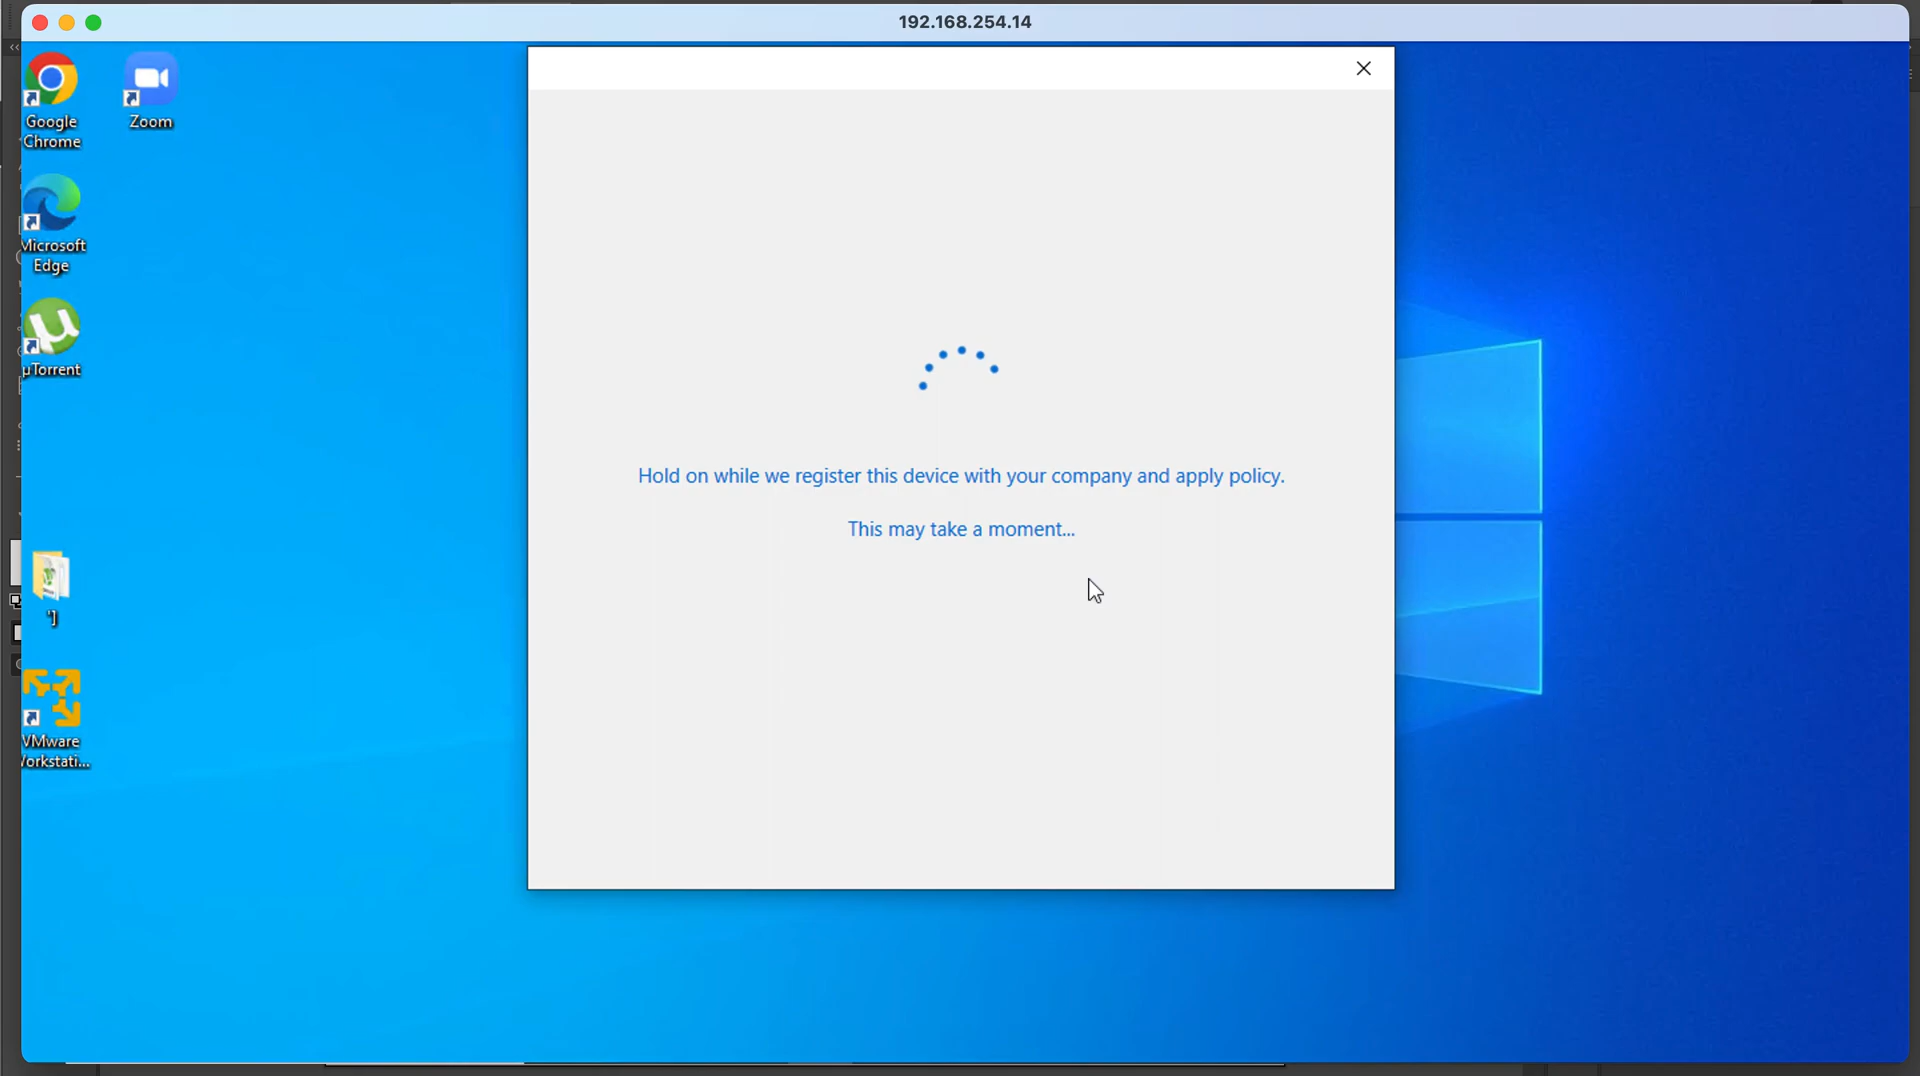 192.168.254.14
Google
Chrome
Zoom
Microsoft
Edge
µTorrent
']
VMware
Workstati...
Hold on while we register this device with your company and apply policy.
This may take a moment...